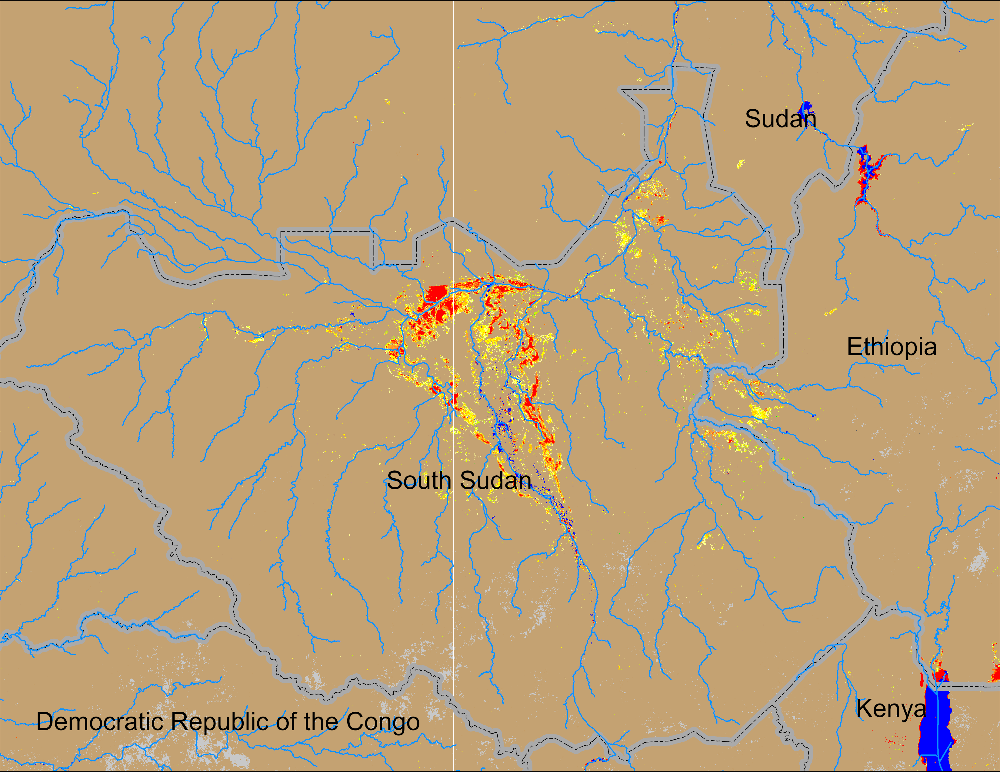 Sudan
Ethiopia
South Sudan
Kenya
Democratic Republic of the Congo